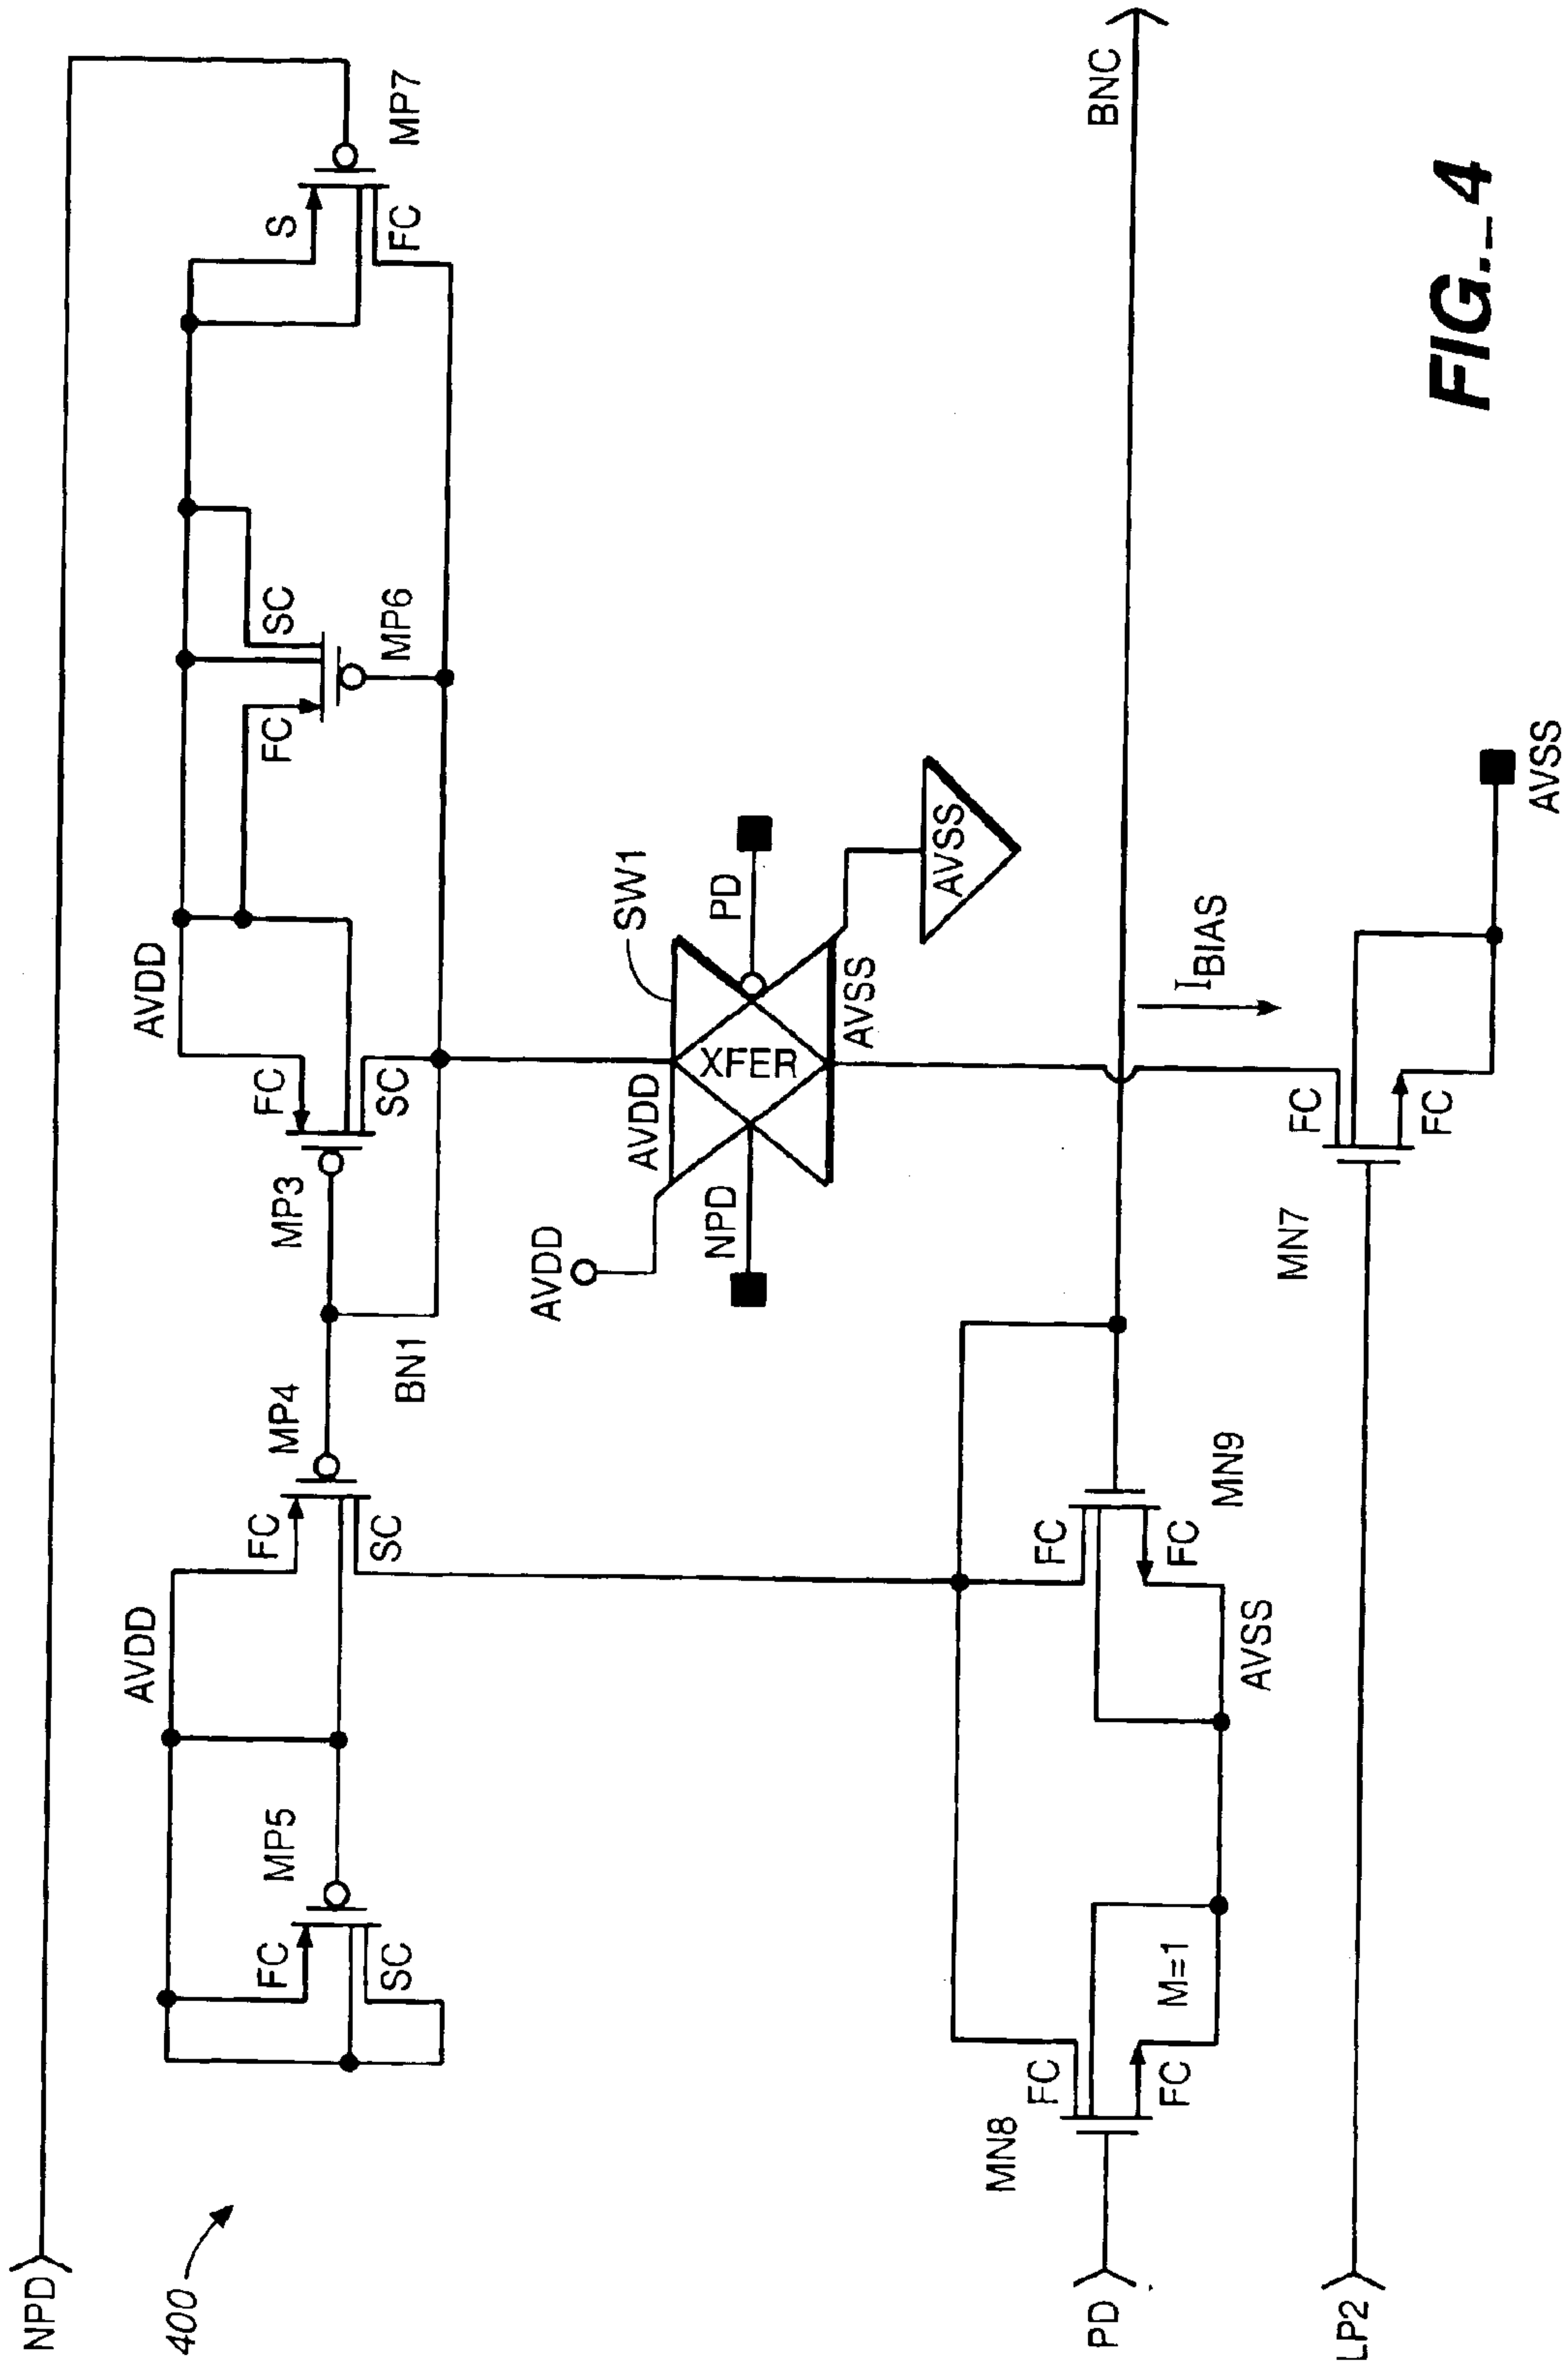 NPD
400
AVDD
MP5
FC
SC
MP4
FC
SC
BN1
AVDD
MP3
FC
SC
FC
SC
MP6
S
MP7
FC
AVDD
AVDD
NPD
XFER
SW1
PD
AVSS
AVSS
BNC
PD
MN8
FC
FC
M=1
FC
FC
MN9
AVSS
IBIAS
LP2
MN7
FC
FC
AVSS
FIG._4